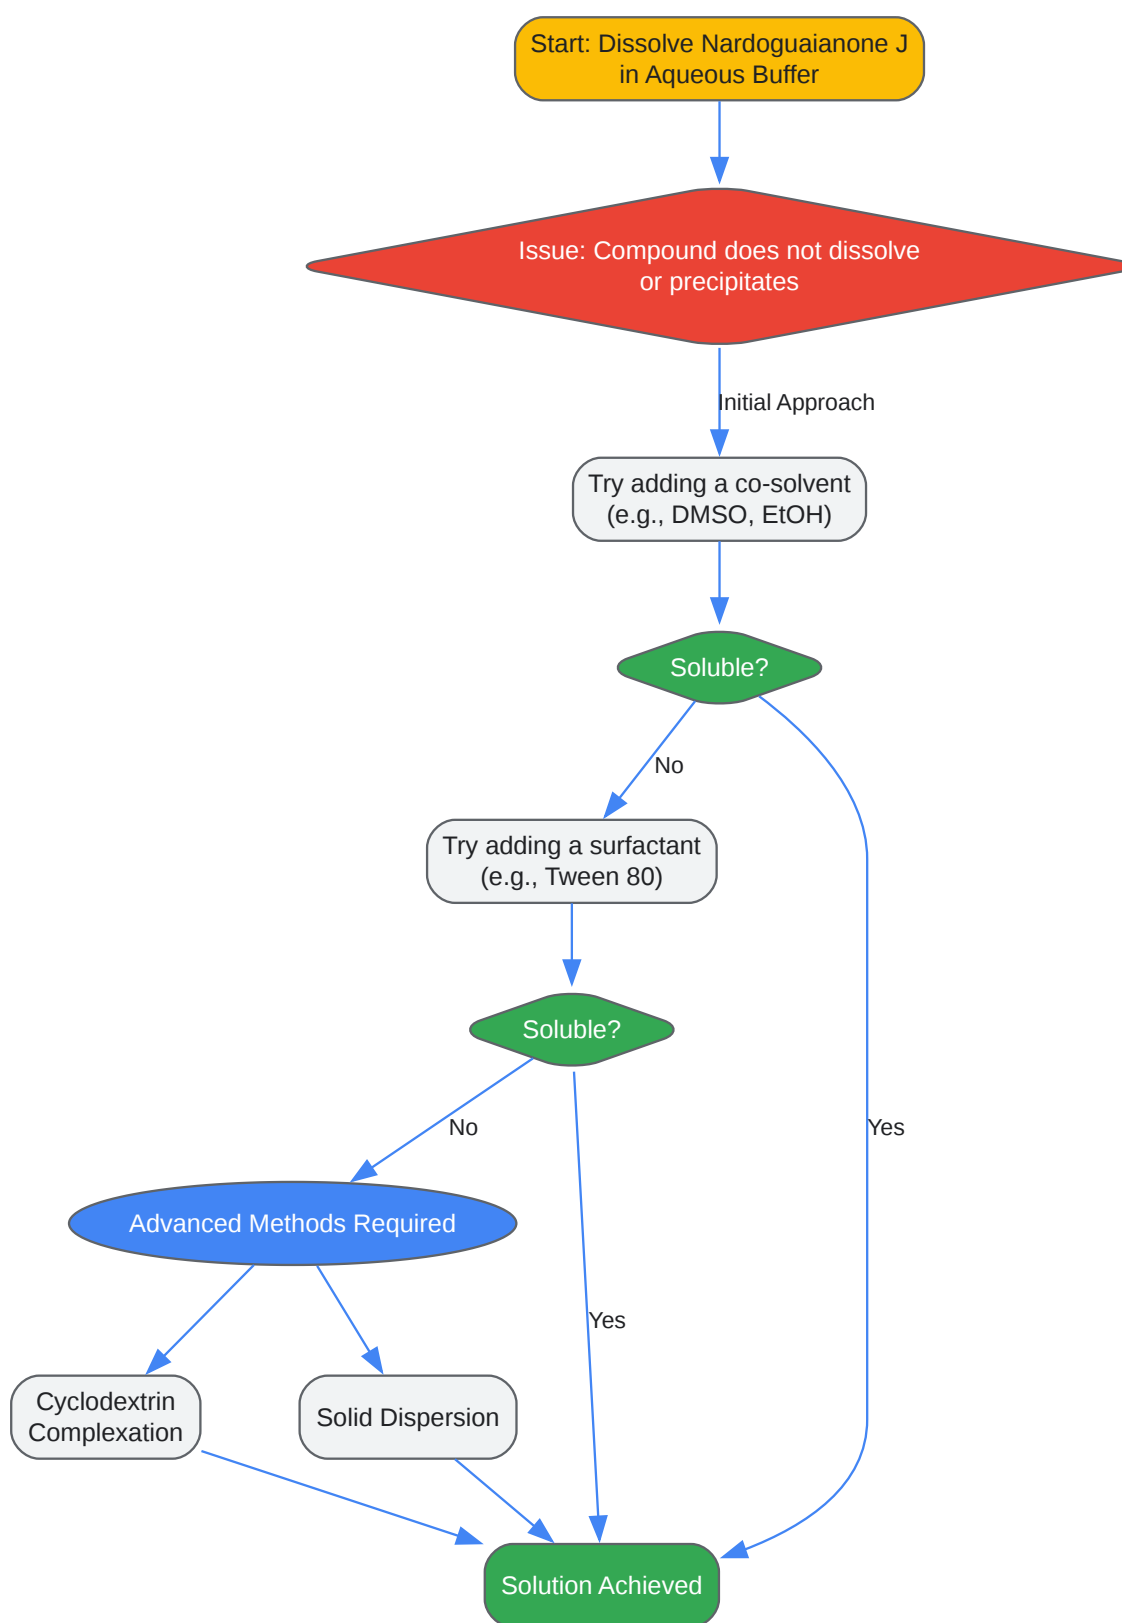 Start: Dissolve Nardoguaianone J
in Aqueous Buffer
Issue: Compound does not dissolve
or precipitates
Initial Approach
Try adding a co-solvent
(e.g., DMSO, EtOH)
Soluble?
No
Try adding a surfactant
(e.g., Tween 80)
Soluble?
No
Yes
Advanced Methods Required
Yes
Cyclodextrin
Complexation
Solid Dispersion
Solution Achieved